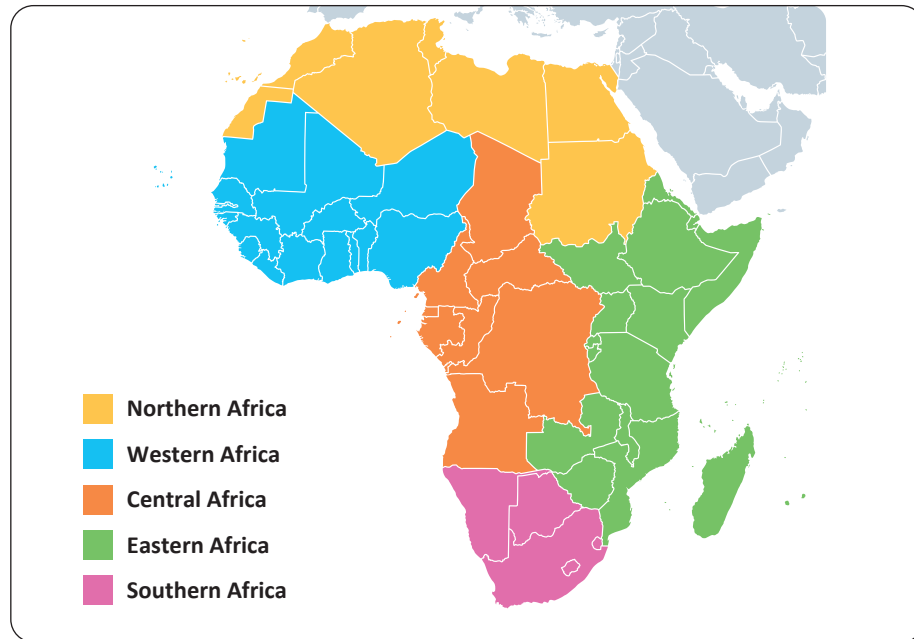 Northern Africa
Western Africa
Central Africa
Eastern Africa
Southern Africa